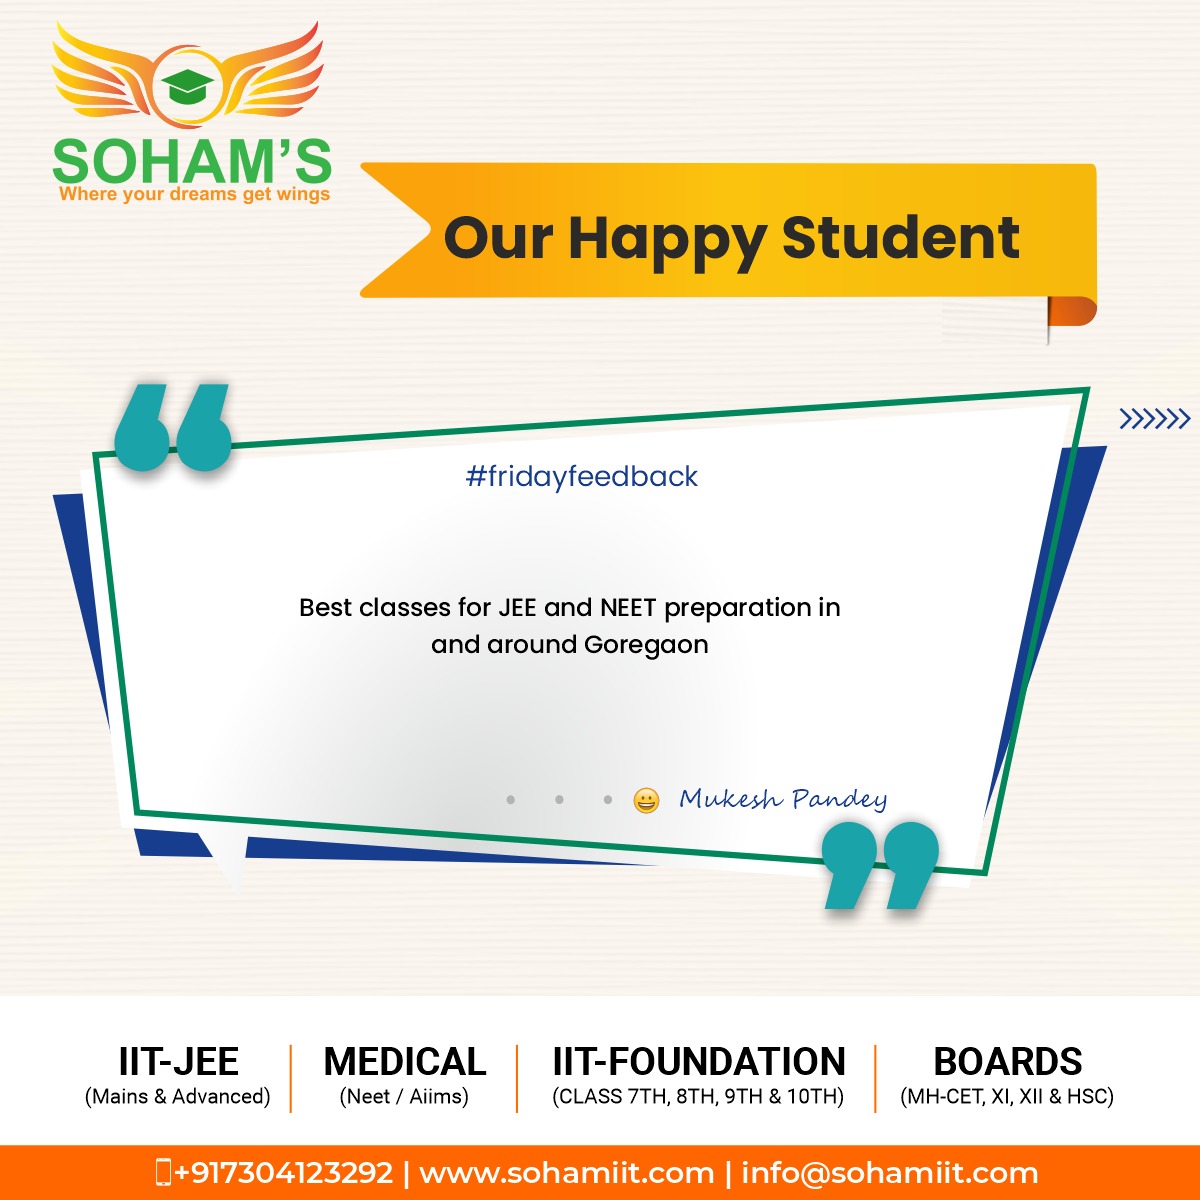 SOHAM'S
Where your dreams get wings
Our Happy Student
#fridayfeedback
Best classes for JEE and NEET preparation in
and around Goregaon
Mukesh Pandey
IIT-JEE
(Mains & Advanced)
MEDICAL
(Neet / Aiims)
IIT-FOUNDATION
(CLASS 7TH, 8TH, 9TH & 10TH)
BOARDS
(MH-CET, XI, XII & HSC)
+917304123292 | www.sohamiit.com | info@sohamiit.com